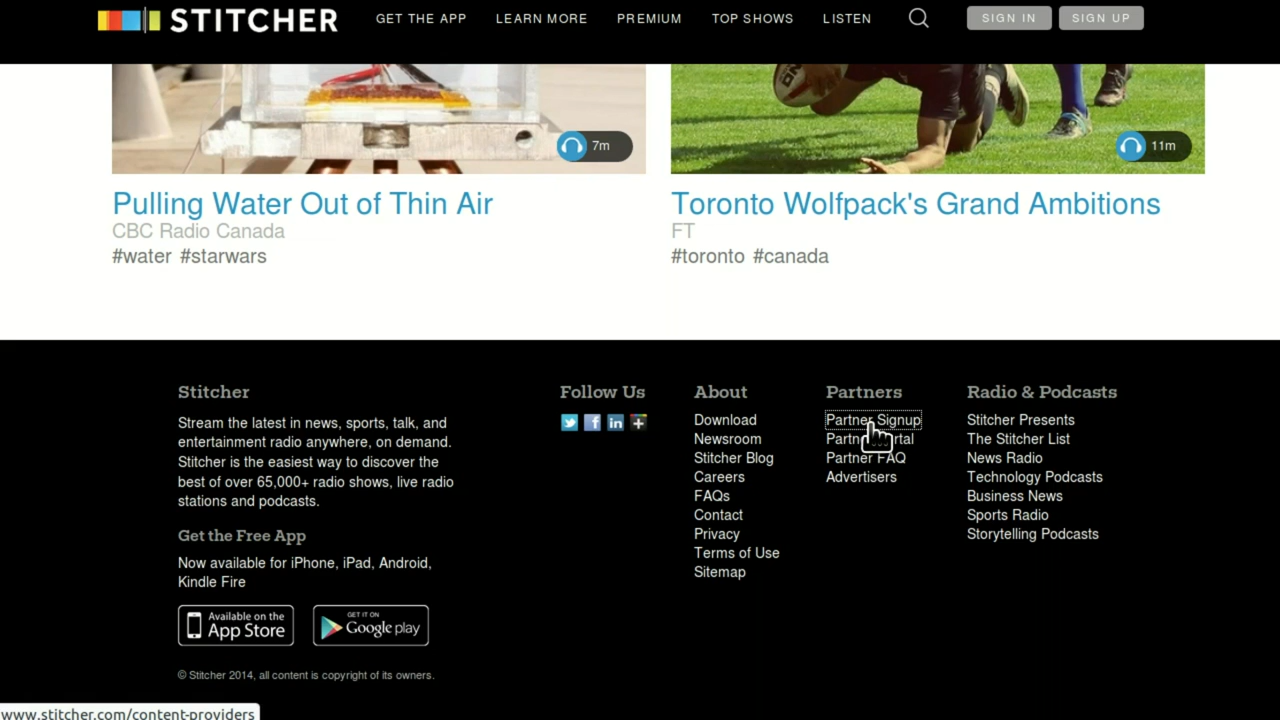 STITCHER
GET THE APP
LEARN MORE
PREMIUM
TOP SHOWS
LISTEN
SIGN IN
SIGN UP
7m
11m
Pulling Water Out of Thin Air
CBC Radio Canada
#water #starwars
Toronto Wolfpack's Grand Ambitions
FT
#toronto #canada
Stitcher
Stream the latest in news, sports, talk, and
entertainment radio anywhere, on demand.
Stitcher is the easiest way to discover the
best of over 65,000+ radio shows, live radio
stations and podcasts.
Get the Free App
Now available for iPhone, iPad, Android,
Kindle Fire
Available on the
App Store
GET IT ON
Google play
© Stitcher 2014, all content is copyright of its owners.
Follow Us
About
Download
Newsroom
Stitcher Blog
Careers
FAQs
Contact
Privacy
Terms of Use
Sitemap
Partners
Partner Signup
Partner FAQ
Advertisers
Radio & Podcasts
Stitcher Presents
The Stitcher List
News Radio
Technology Podcasts
Business News
Sports Radio
Storytelling Podcasts
www.stitcher.com/content-providers